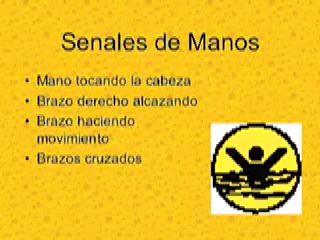 Senales de Manos
• Mano tocando la cabeza
• Brazo derecho alcazando
• Brazo haciendo
movimiento
• Brazos cruzados